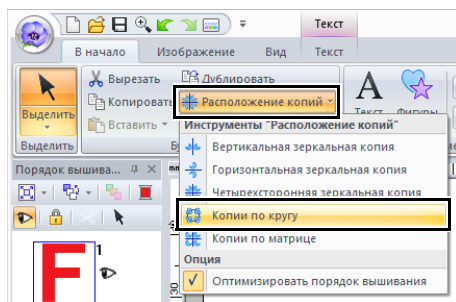 Текст
В начало Изображение Вид Текст
Вырезать Дублировать
Копировать Расположение копий
Вставить
Выделить
Текст Фигуры
Выделить
Инструменты "Расположение копий"
Вертикальная зеркальная копия
Порядок вышива...
Горизонтальная зеркальная копия
Четырехсторонняя зеркальная копия
Копии по кругу
Копии по матрице
Опция
Оптимизировать порядок вышивания
F 1